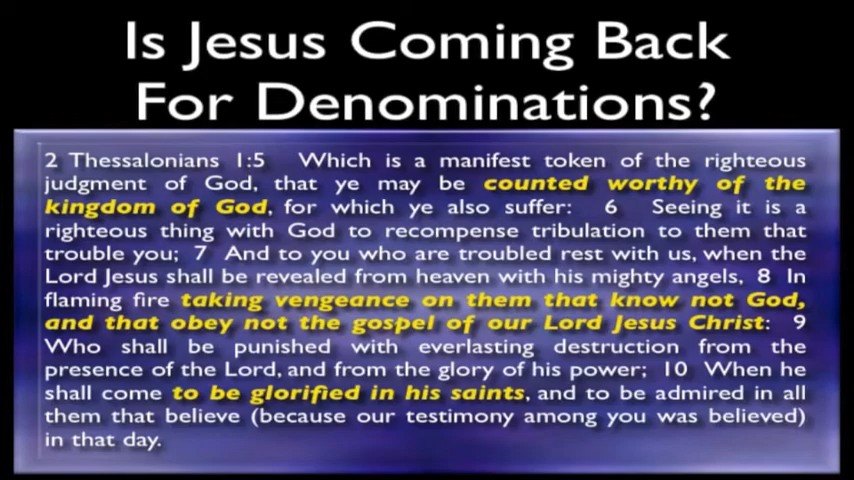 Is Jesus Coming Back
For Denominations?
2 Thessalonians 1:5 Which is a manifest token of the righteous
judgment of God, that ye may be counted worthy of the
kingdom of God, for which ye also suffer: 6 Seeing it is a
righteous thing with God to recompense tribulation to them that
trouble you; 7 And to you who are troubled rest with us, when the
Lord Jesus shall be revealed from heaven with his mighty angels, 8 In
flaming fire taking vengeance on them that know not God,
and that obey not the gospel of our Lord Jesus Christ: 9
Who shall be punished with everlasting destruction from the
presence of the Lord, and from the glory of his power; 10 When he
shall come to be glorified in his saints, and to be admired in all
them that believe (because our testimony among you was believed)
in that day.